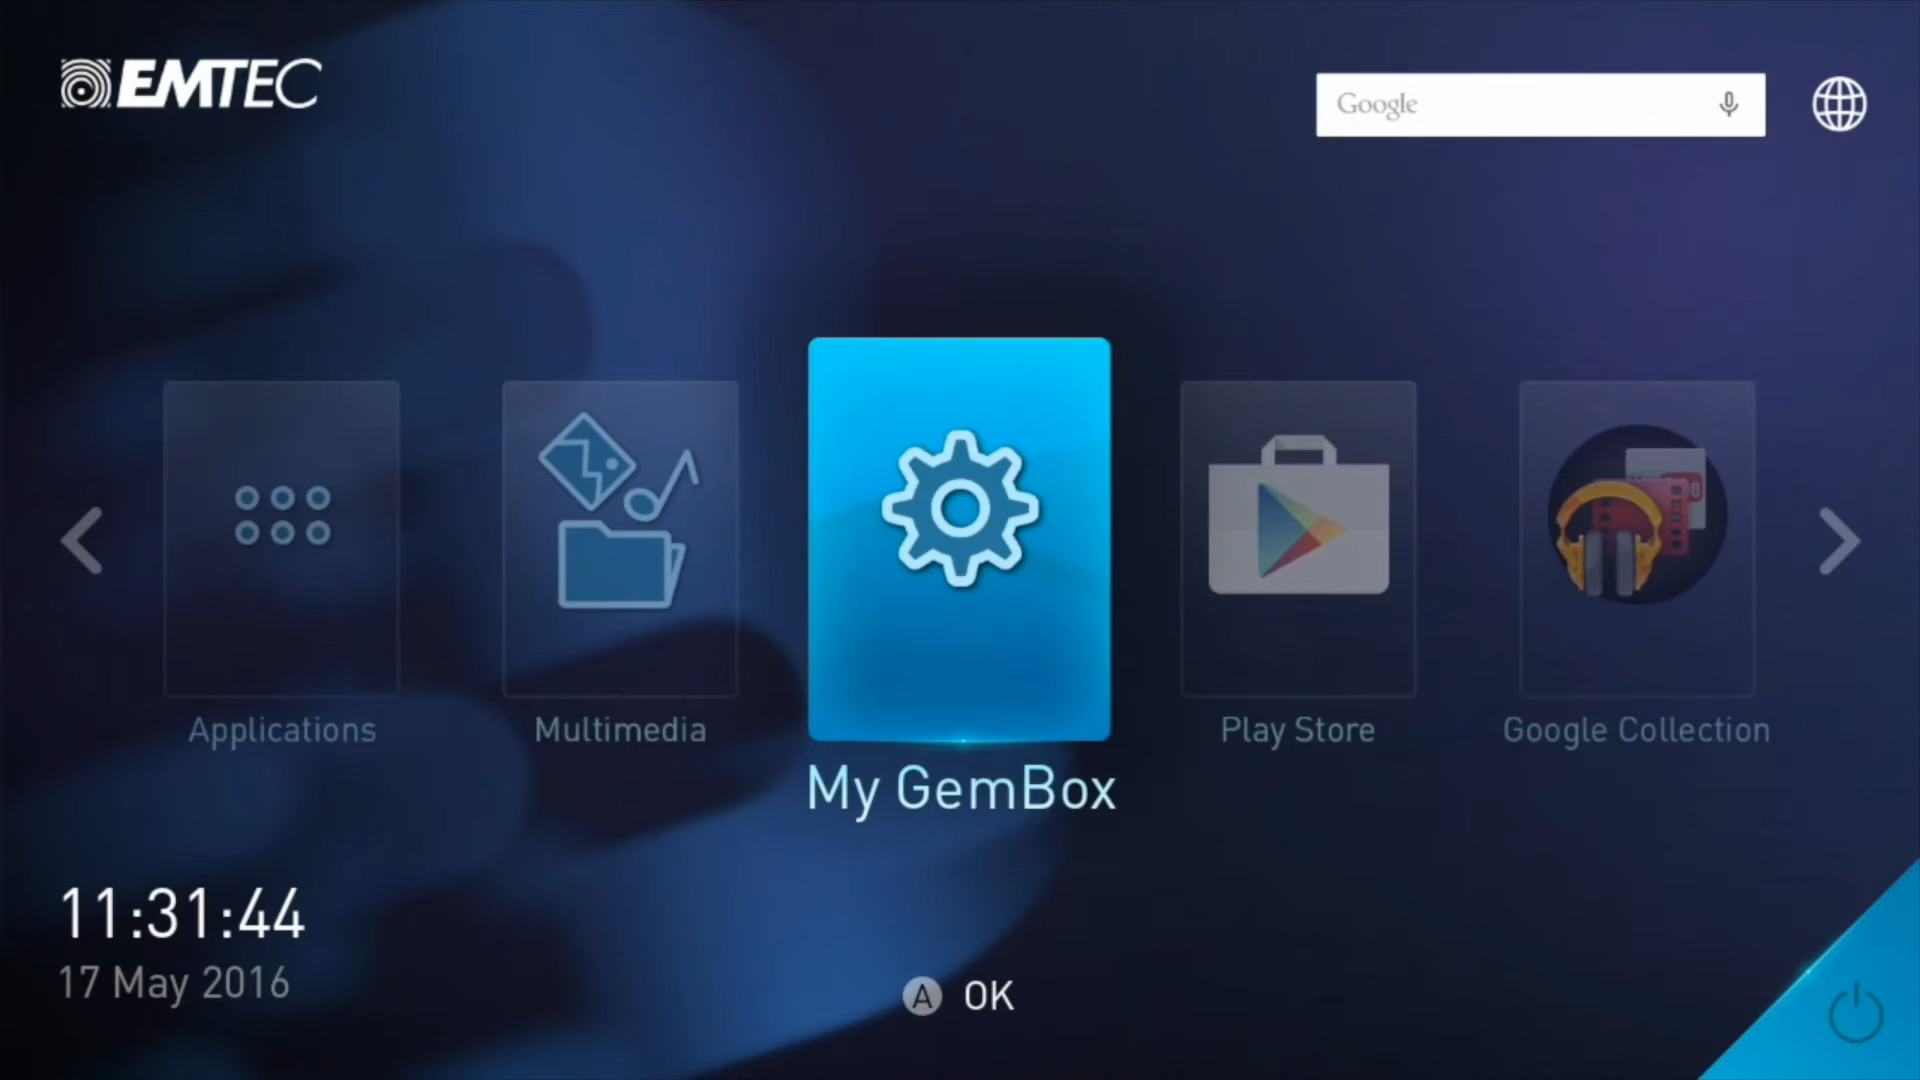 EMTEC
Google
Applications
Multimedia
My GemBox
Play Store
Google Collection
11:31:44
17 May 2016
A OK